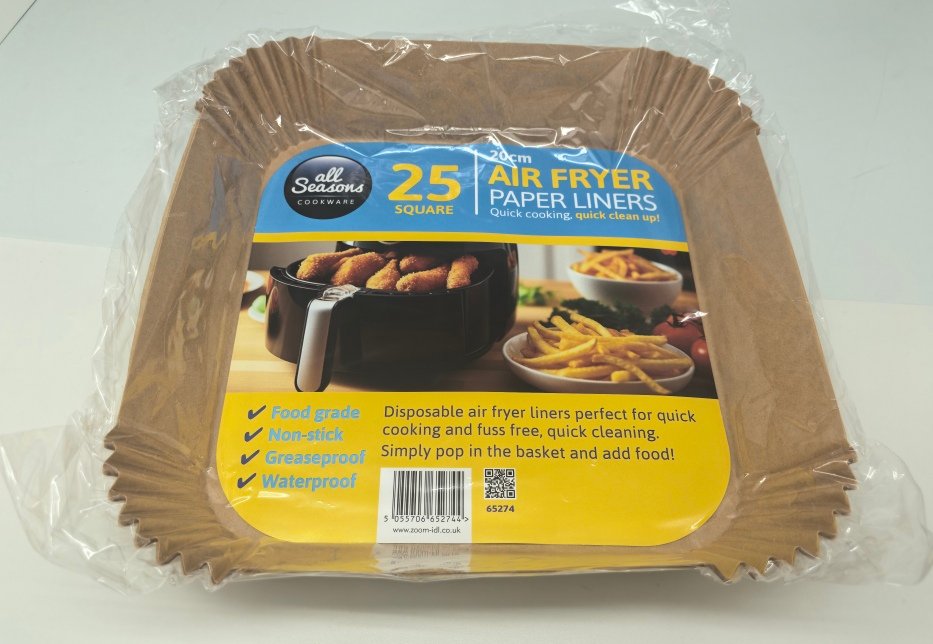 all
Seasons
COOKWARE
25
SQUARE
20cm
AIR FRYER
PAPER LINERS
Quick cooking, quick clean up!
✔ Food grade
✔ Non-stick
✔ Greaseproof
✔ Waterproof
Disposable air fryer liners perfect for quick
cooking and fuss free, quick cleaning.
Simply pop in the basket and add food!
5 055706 652744 >
www.zoom-idl.co.uk
65274